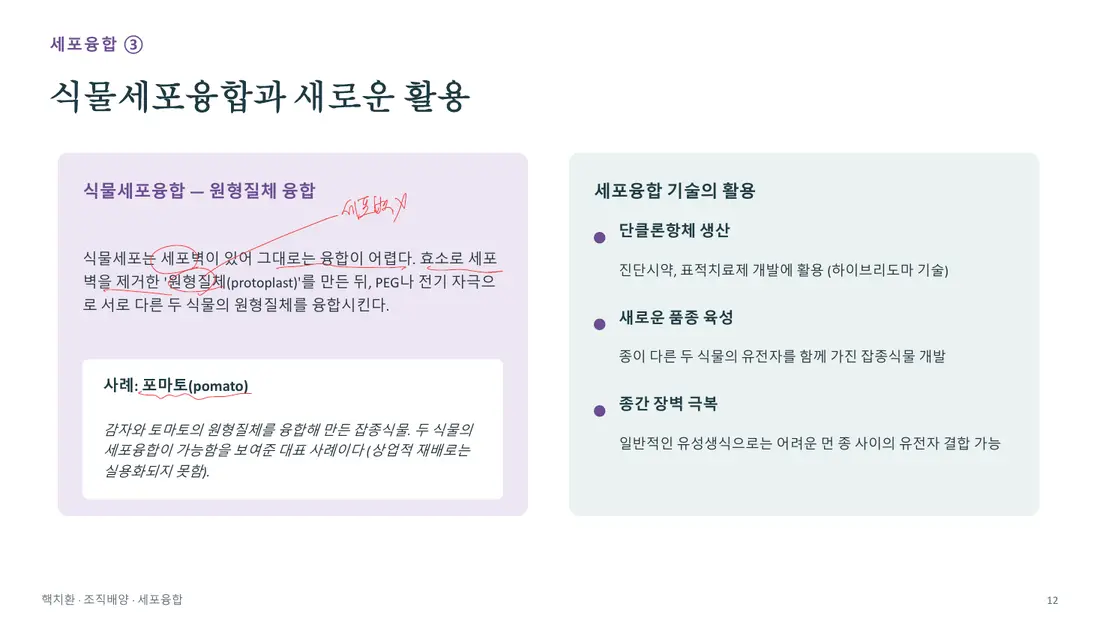 세포융합 ③
식물세포융합과 새로운 활용
식물세포융합 — 원형질체 융합
세포벽X
식물세포는 세포벽이 있어 그대로는 융합이 어렵다. 효소로 세포
벽을 제거한 '원형질체(protoplast)'를 만든 뒤, PEG나 전기 자극으
로 서로 다른 두 식물의 원형질체를 융합시킨다.
사례: 포마토(pomato)
감자와 토마토의 원형질체를 융합해 만든 잡종식물. 두 식물의
세포융합이 가능함을 보여준 대표 사례이다 (상업적 재배로는
실용화되지 못함).
세포융합 기술의 활용
단클론항체 생산
진단시약, 표적치료제 개발에 활용 (하이브리도마 기술)
새로운 품종 육성
종이 다른 두 식물의 유전자를 함께 가진 잡종식물 개발
종간 장벽 극복
일반적인 유성생식으로는 어려운 먼 종 사이의 유전자 결합 가능
핵치환 · 조직배양 · 세포융합
12